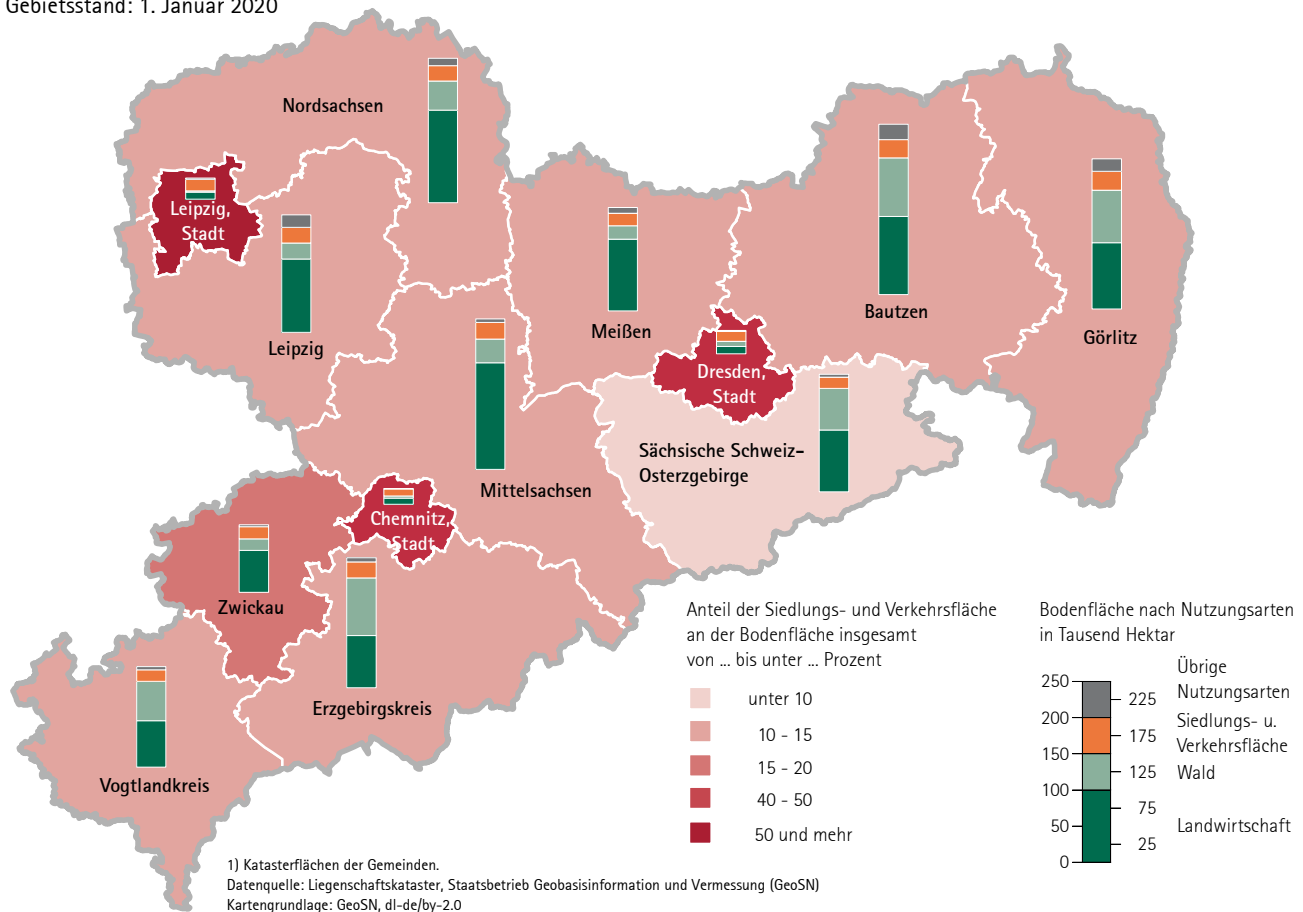 Gebietsstand: 1. Januar 2020
Nordsachsen
Leipzig,
Stadt
Leipzig
Meißen
Bautzen
Görlitz
Dresden,
Stadt
Sächsische Schweiz-
Osterzgebirge
Mittelsachsen
Chemnitz,
Stadt
Zwickau
Erzgebirgskreis
Vogtlandkreis
Anteil der Siedlungs- und Verkehrsfläche
an der Bodenfläche insgesamt
von ... bis unter ... Prozent
unter 10
10 - 15
15 - 20
40 - 50
50 und mehr
Bodenfläche nach Nutzungsarten
in Tausend Hektar
250
200
150
100
50
0
225
175
125
75
25
Übrige
Nutzungsarten
Siedlungs- u.
Verkehrsfläche
Wald
Landwirtschaft
1) Katasterflächen der Gemeinden.
Datenquelle: Liegenschaftskataster, Staatsbetrieb Geobasisinformation und Vermessung (GeoSN)
Kartengrundlage: GeoSN, dl-de/by-2.0